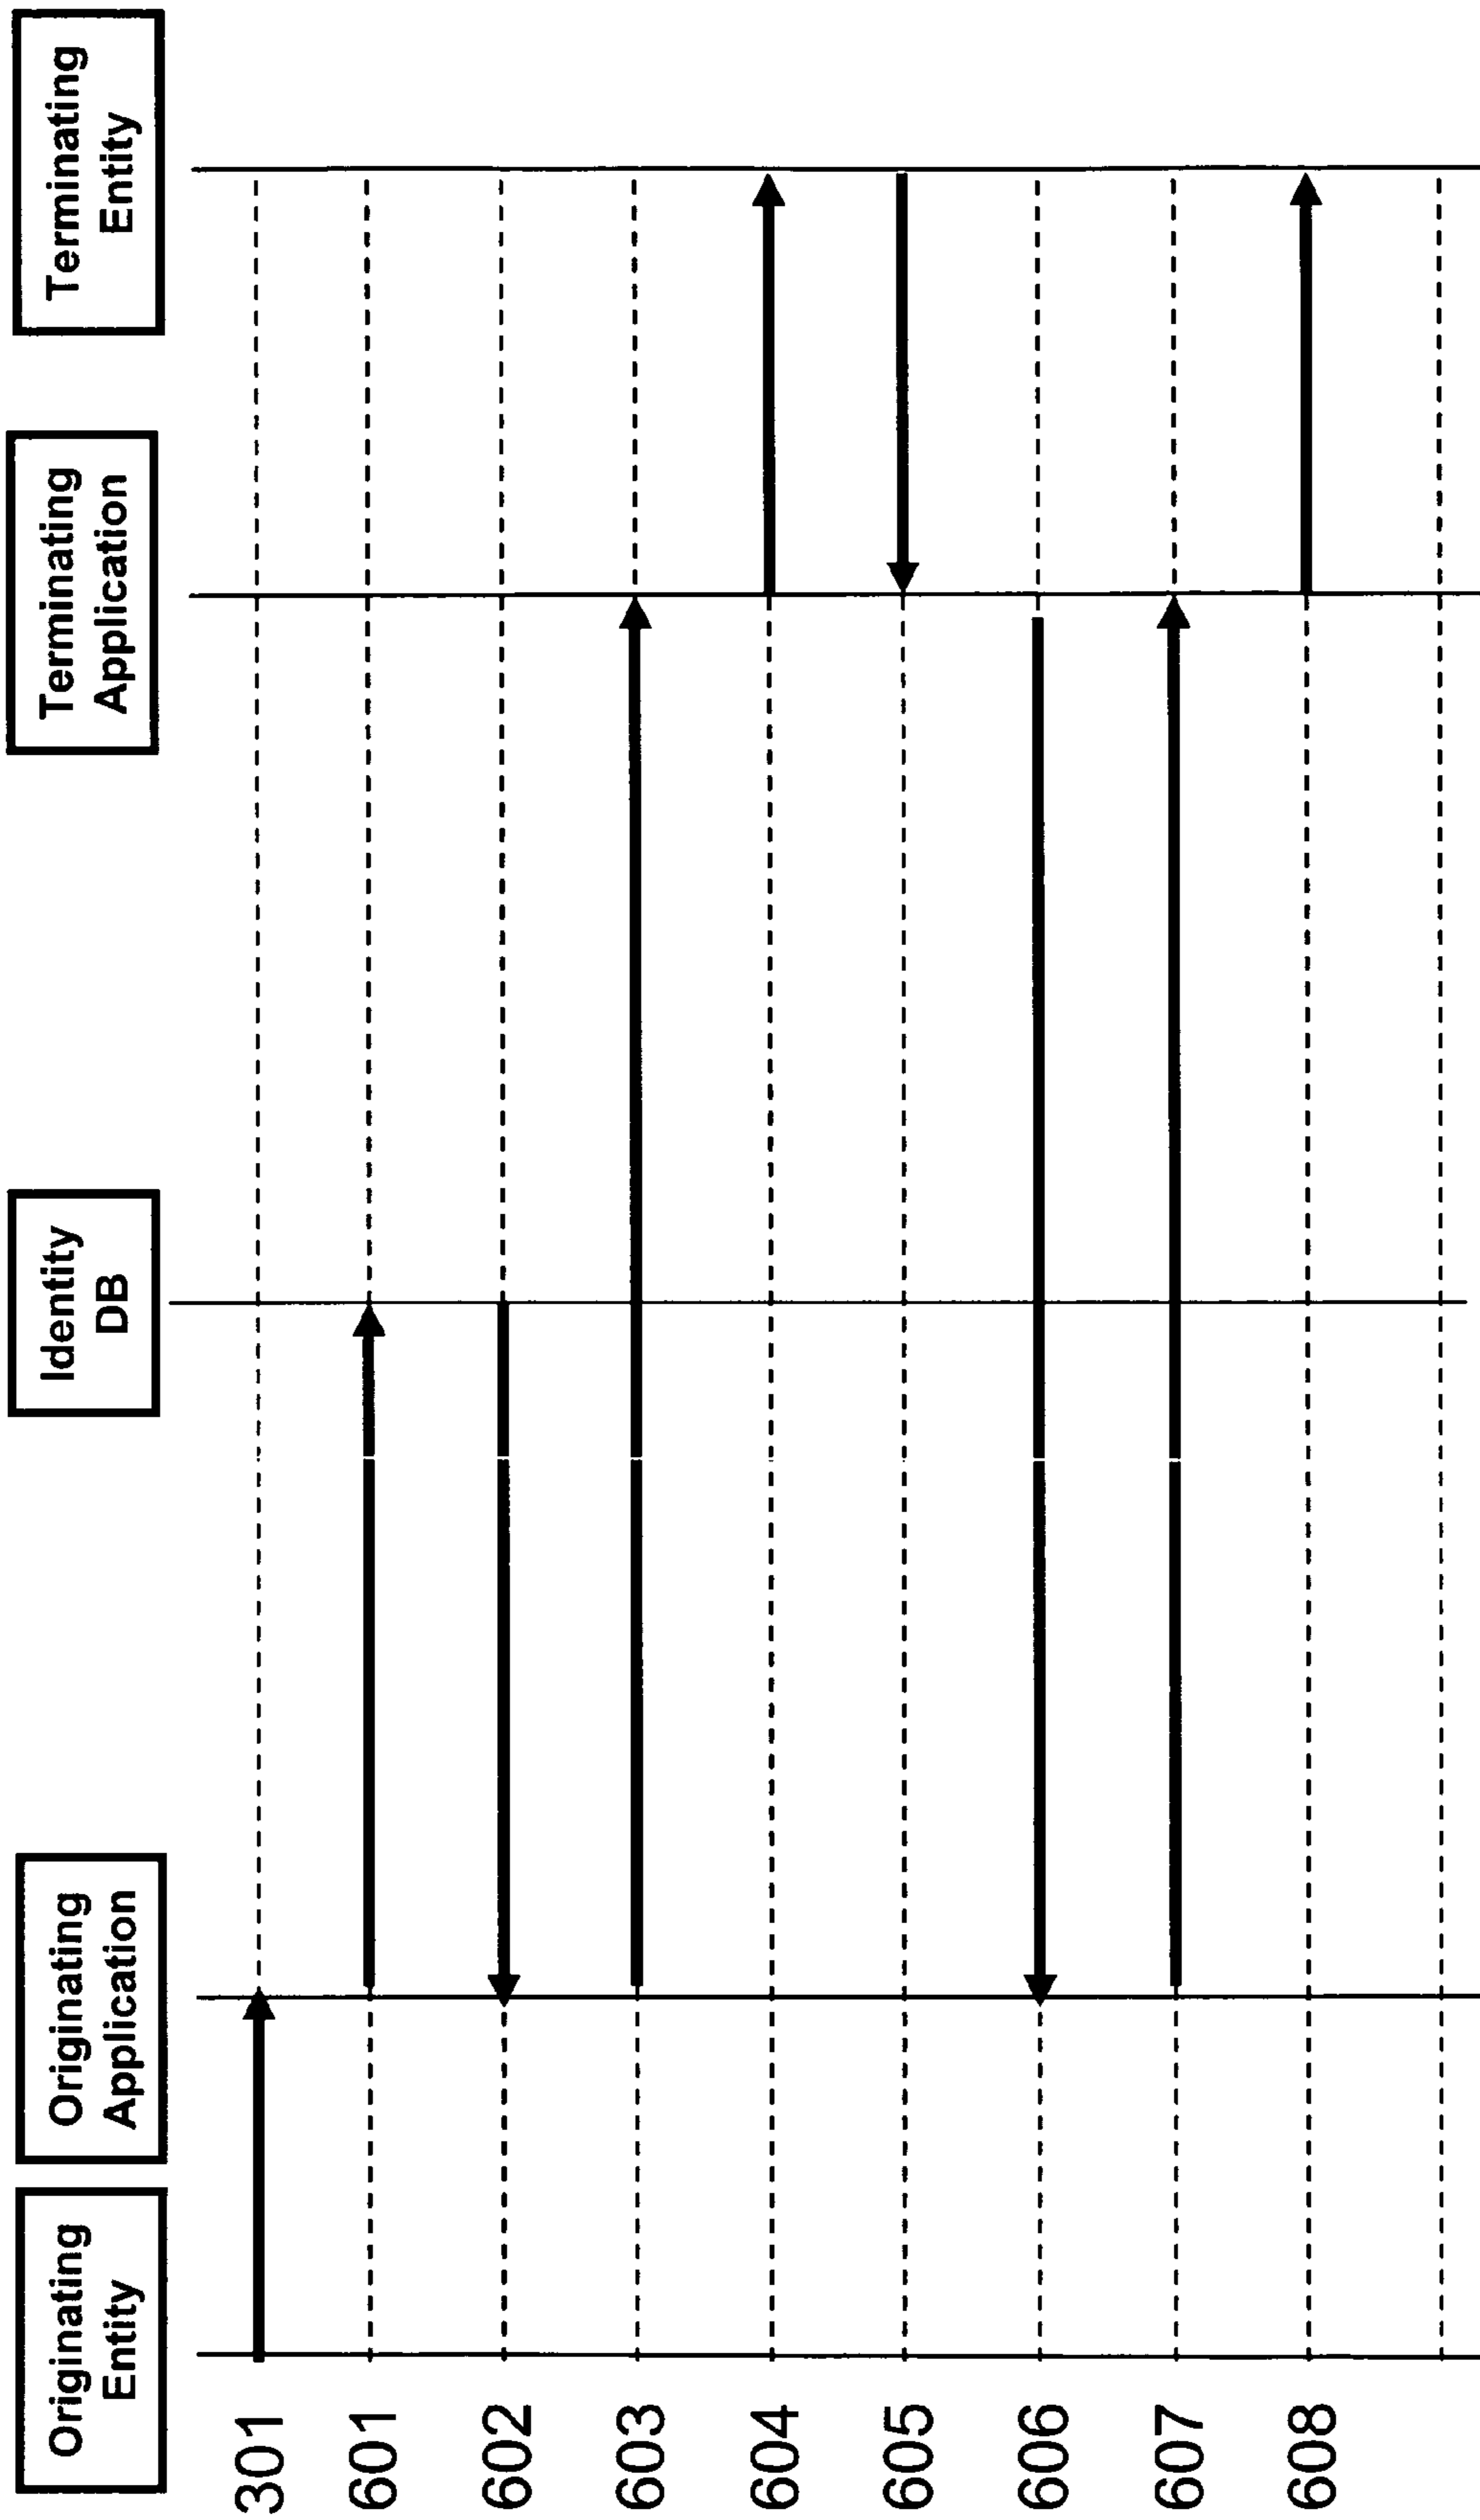 Originating
Entity
Originating
Application
Identity
DB
Terminating
Application
Terminating
Entity
301
601
602
603
604
605
606
607
608